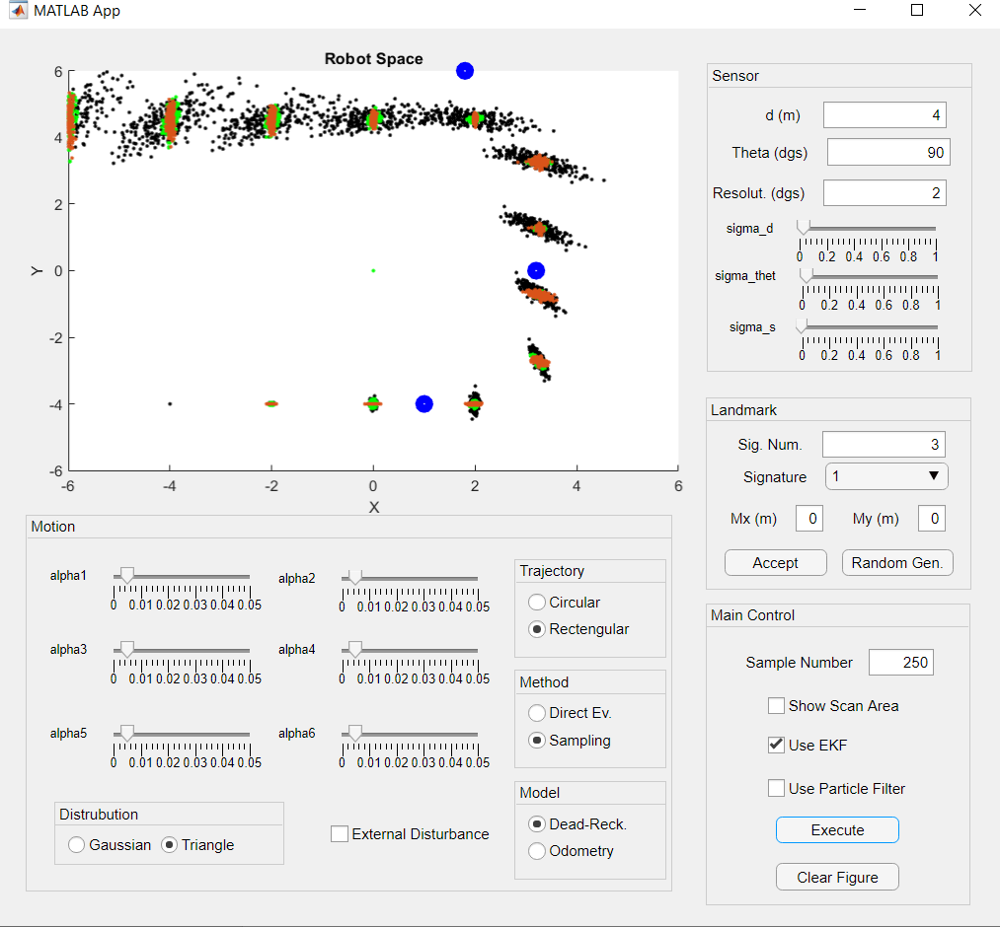 MATLAB App
Robot Space
6
4
2
0
-2
-4
-6
Y
-6 -4 -2 0 2 4 6
X
Sensor
d (m) 4
Theta (dgs) 90
Resolut. (dgs) 2
sigma_d
0 0.2 0.4 0.6 0.8 1
sigma_thet
0 0.2 0.4 0.6 0.8 1
sigma_s
0 0.2 0.4 0.6 0.8 1
Landmark
Sig. Num. 3
Signature 1
Mx (m) 0 My (m) 0
Accept Random Gen.
Motion
alpha1
0 0.01 0.02 0.03 0.04 0.05
alpha2
0 0.01 0.02 0.03 0.04 0.05
alpha3
0 0.01 0.02 0.03 0.04 0.05
alpha4
0 0.01 0.02 0.03 0.04 0.05
alpha5
0 0.01 0.02 0.03 0.04 0.05
alpha6
0 0.01 0.02 0.03 0.04 0.05
Distrubution
Gaussian Triangle
External Disturbance
Trajectory
Circular
Rectengular
Method
Direct Ev.
Sampling
Model
Dead-Reck.
Odometry
Main Control
Sample Number 250
Show Scan Area
Use EKF
Use Particle Filter
Execute
Clear Figure